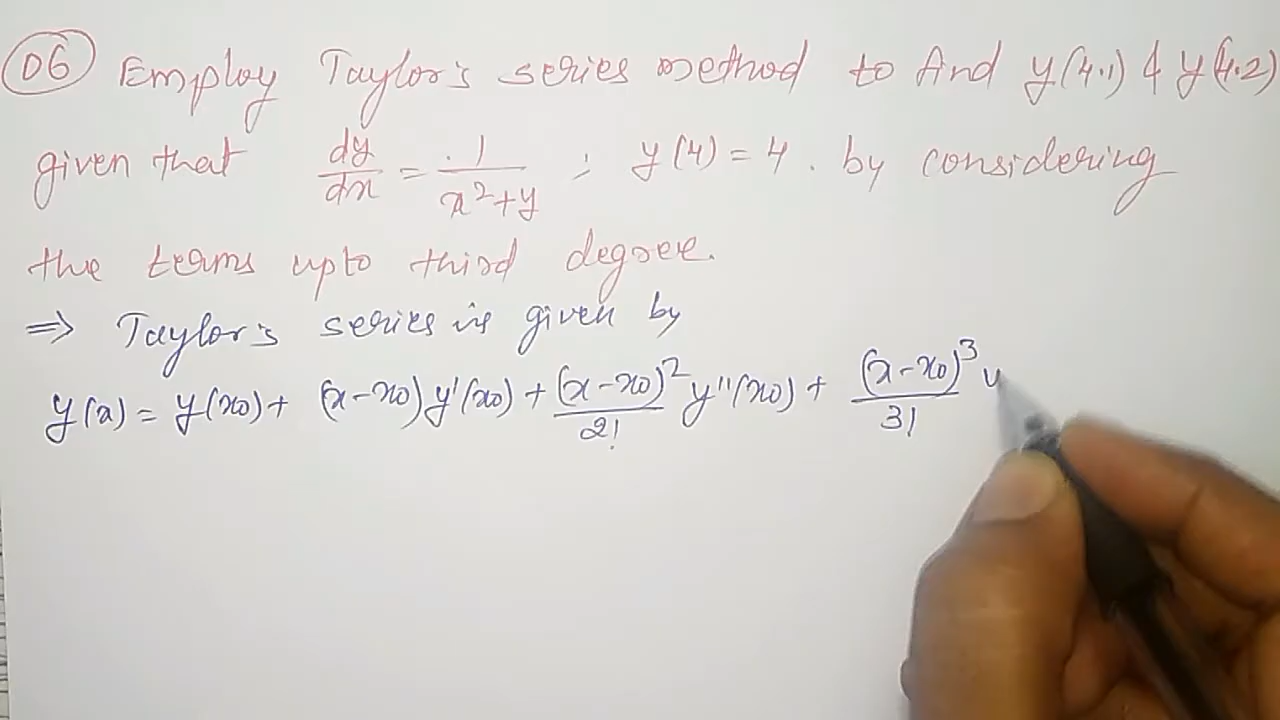 06 Employ Taylor's series method to find y(4.1) & y(4.2)
given that dy/dx = 1/(x²+y) ; y(4) = 4 . by considering
the terms upto third degree.
⇒ Taylor's series is given by
y(x) = y(x0) + (x-x0) y'(x0) + (x-x0)²/2! y''(x0) + (x-x0)³/3!